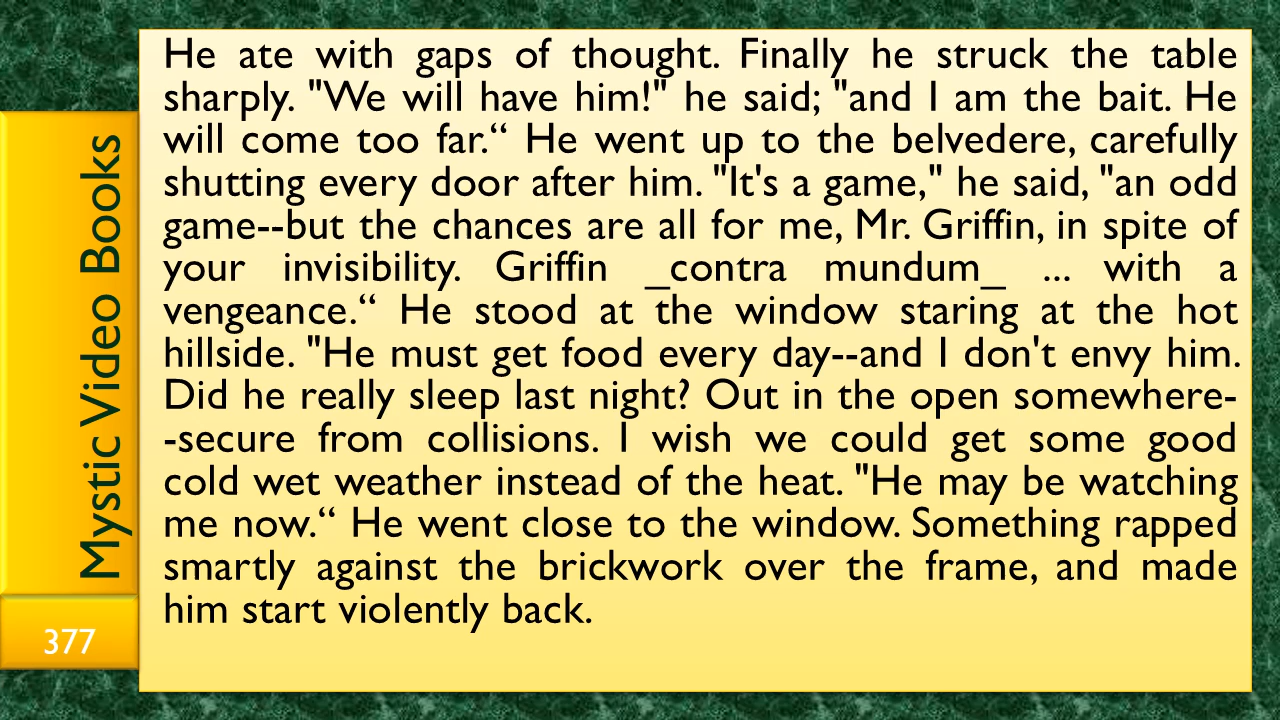 He ate with gaps of thought. Finally he struck the table
sharply. "We will have him!" he said; "and I am the bait. He
will come too far.“ He went up to the belvedere, carefully
shutting every door after him. "It's a game," he said, "an odd
game--but the chances are all for me, Mr. Griffin, in spite of
your invisibility. Griffin _contra mundum_ ... with a
vengeance.“ He stood at the window staring at the hot
hillside. "He must get food every day--and I don't envy him.
Did he really sleep last night? Out in the open somewhere-
-secure from collisions. I wish we could get some good
cold wet weather instead of the heat. "He may be watching
me now.“ He went close to the window. Something rapped
smartly against the brickwork over the frame, and made
him start violently back.
Mystic Video Books
377